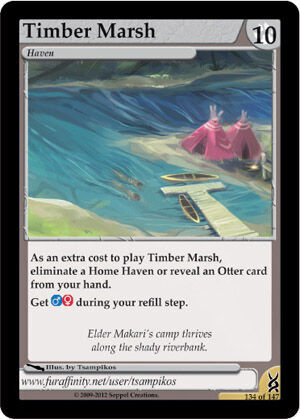 Timber Marsh
10
Haven
As an extra cost to play Timber Marsh,
eliminate a Home Haven or reveal an Otter card
from your hand.
Get ♂♀ during your refill step.
Elder Makari's camp thrives
along the shady riverbank.
Illus. by Tsampikos
www.furaffinity.net/user/tsampikos
134 of 147
© 2009-2012 Seppel Creations.